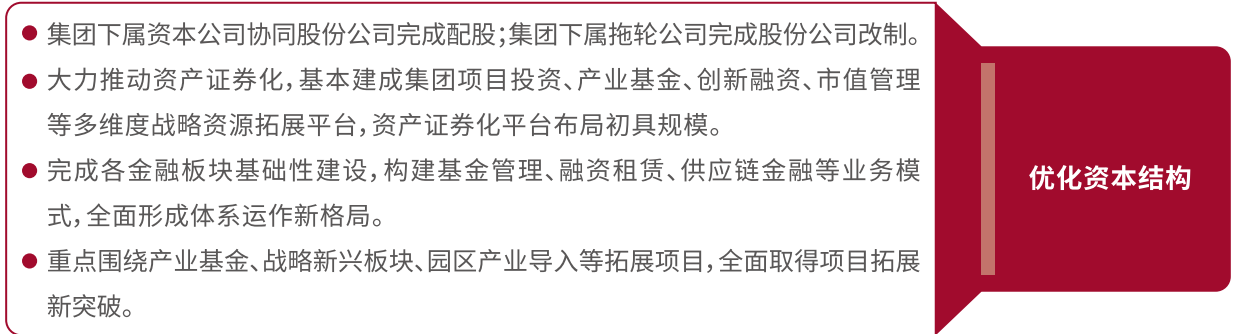 ● 集团下属资本公司协同股份公司完成配股；集团下属拖轮公司完成股份公司改制。
● 大力推动资产证券化，基本建成集团项目投资、产业基金、创新融资、市值管理
等多维度战略资源拓展平台，资产证券化平台布局初具规模。
● 完成各金融板块基础性建设，构建基金管理、融资租赁、供应链金融等业务模
式，全面形成体系运作新格局。
● 重点围绕产业基金、战略新兴板块、园区产业导入等拓展项目，全面取得项目拓展
新突破。
优化资本结构